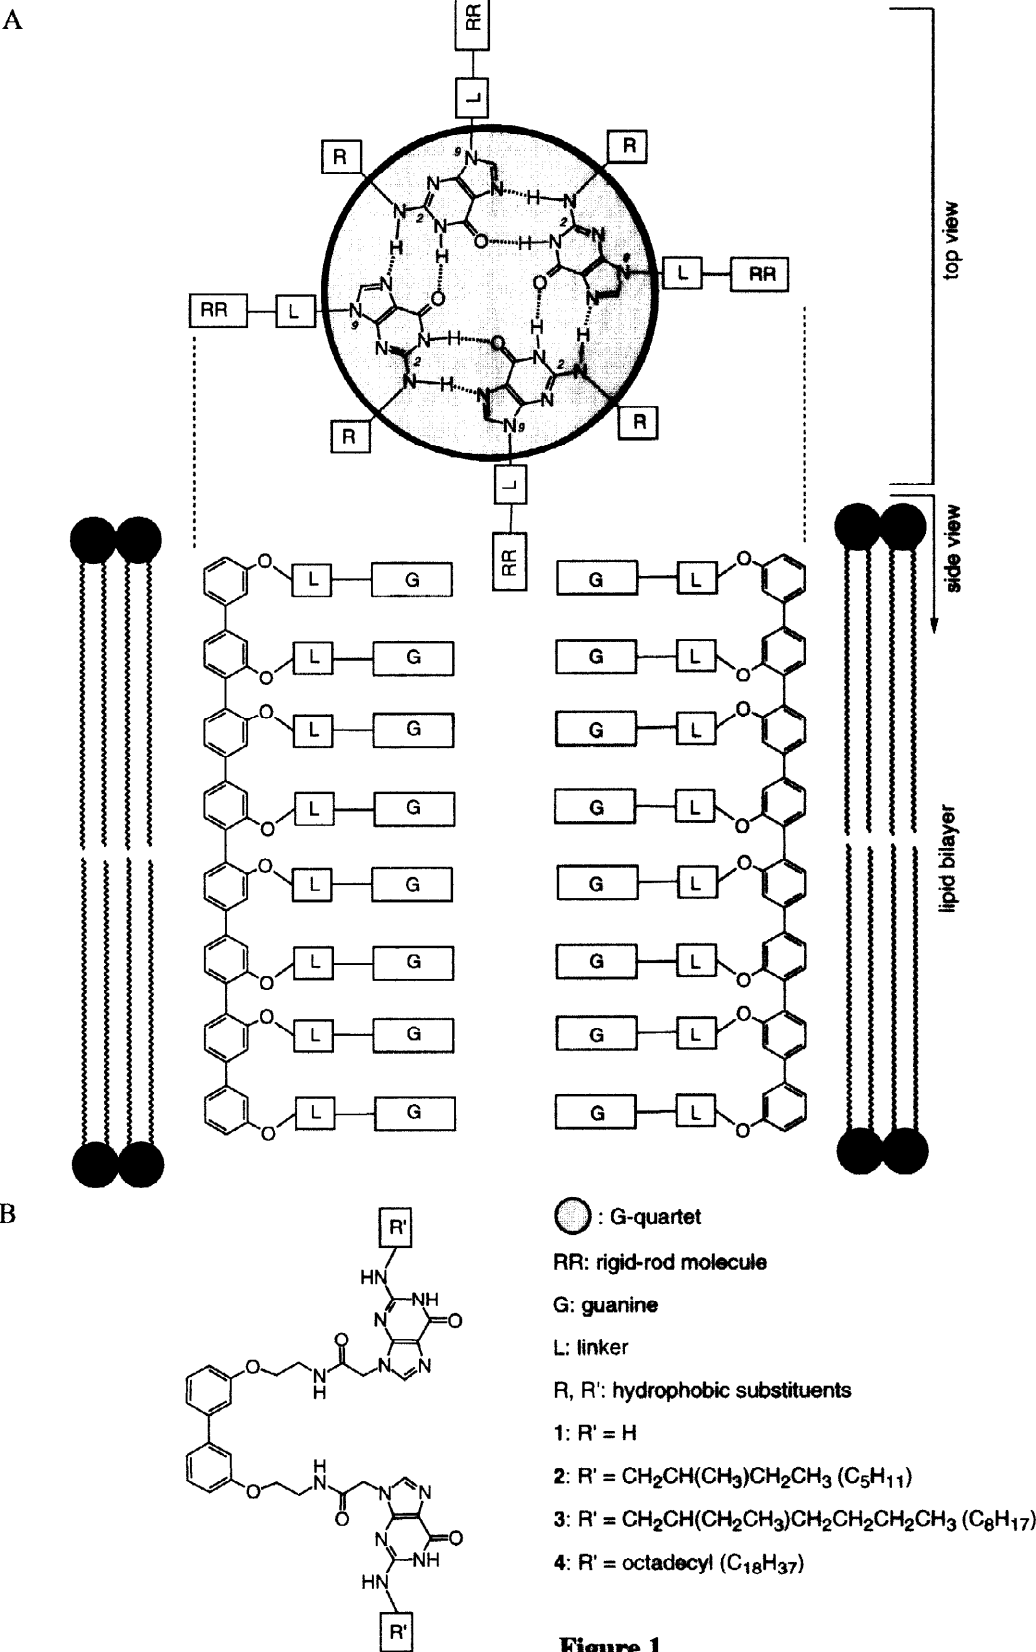 A
RR
L
R
R
9
N
N
N
H
N
N
2
N
2
N
N
H
O
H
N
H
H
O
N
9
L
RR
N
O
N
RR
L
N
9
H
H
N
N
H
O
N
2
N
2
N
N
H
N
N
R
N
9
R
L
RR
top view
side view
O
L
G
G
L
O
L
G
G
L
O
O
O
L
G
G
L
O
L
G
G
L
O
O
O
L
G
G
L
O
lipid bilayer
L
G
G
L
O
O
O
L
G
G
L
O
L
G
G
L
O
O
B
R'
HN
NH
N
O
O
O
N
N
N
H
H
N
O
N
N
O
O
N
NH
HN
R'
: G-quartet
RR: rigid-rod molecule
G: guanine
L: linker
R, R': hydrophobic substituents
1: R' = H
2: R' = CH2CH(CH3)CH2CH3 (C5H11)
3: R' = CH2CH(CH2CH3)CH2CH2CH2CH3 (C8H17)
4: R' = octadecyl (C18H37)
Figure 1